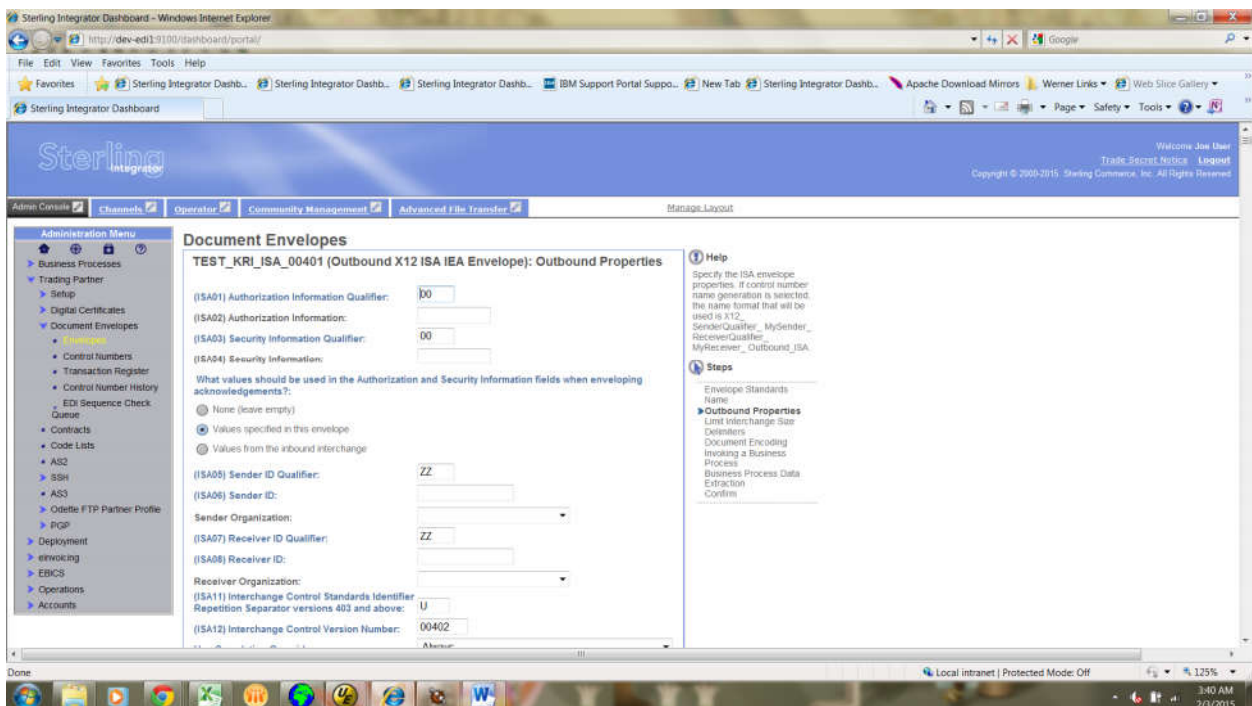 Sterling Integrator Dashboard - Windows Internet Explorer
http://dev-edi1:9100/dashboard/portal/
Google
File Edit View Favorites Tools Help
Favorites Sterling Integrator Dashb... Sterling Integrator Dashb... Sterling Integrator Dashb... IBM Support Portal Suppo... New Tab Sterling Integrator Dashb... Apache Download Mirrors Werner Links Web Slice Gallery
Sterling Integrator Dashboard
Page Safety Tools
Sterling Integrator
Welcome Joe User
Trade Secret Notice Logout
Copyright © 2000-2015. Sterling Commerce, Inc. All Rights Reserved
Admin Console Channels Operator Community Management Advanced File Transfer Manage Layout
Administration Menu
Business Processes
Trading Partner
Setup
Digital Certificates
Document Envelopes
Envelopes
Control Numbers
Transaction Register
Control Number History
EDI Sequence Check
Queue
Contracts
Code Lists
AS2
SSH
AS3
Odette FTP Partner Profile
PGP
Deployment
eInvoicing
EBICS
Operations
Accounts
Document Envelopes
TEST_KRI_ISA_00401 (Outbound X12 ISA IEA Envelope): Outbound Properties
(ISA01) Authorization Information Qualifier: 00
(ISA02) Authorization Information:
(ISA03) Security Information Qualifier: 00
(ISA04) Security Information:
What values should be used in the Authorization and Security Information fields when enveloping
acknowledgements?:
None (leave empty)
Values specified in this envelope
Values from the inbound interchange
(ISA05) Sender ID Qualifier: ZZ
(ISA06) Sender ID:
Sender Organization:
(ISA07) Receiver ID Qualifier: ZZ
(ISA08) Receiver ID:
Receiver Organization:
(ISA11) Interchange Control Standards Identifier
Repetition Separator versions 403 and above: U
(ISA12) Interchange Control Version Number: 00402
Help
Specify the ISA envelope
properties. If control number
name generation is selected,
the name format that will be
used is X12_
SenderQualifier_ MySender_
ReceiverQualifier_
MyReceiver_ Outbound_ISA.
Steps
Envelope Standards
Name
Outbound Properties
Limit Interchange Size
Delimiters
Document Encoding
Invoking a Business
Process
Business Process Data
Extraction
Confirm
Done
Local intranet | Protected Mode: Off
125%
3:40 AM
2/3/2015